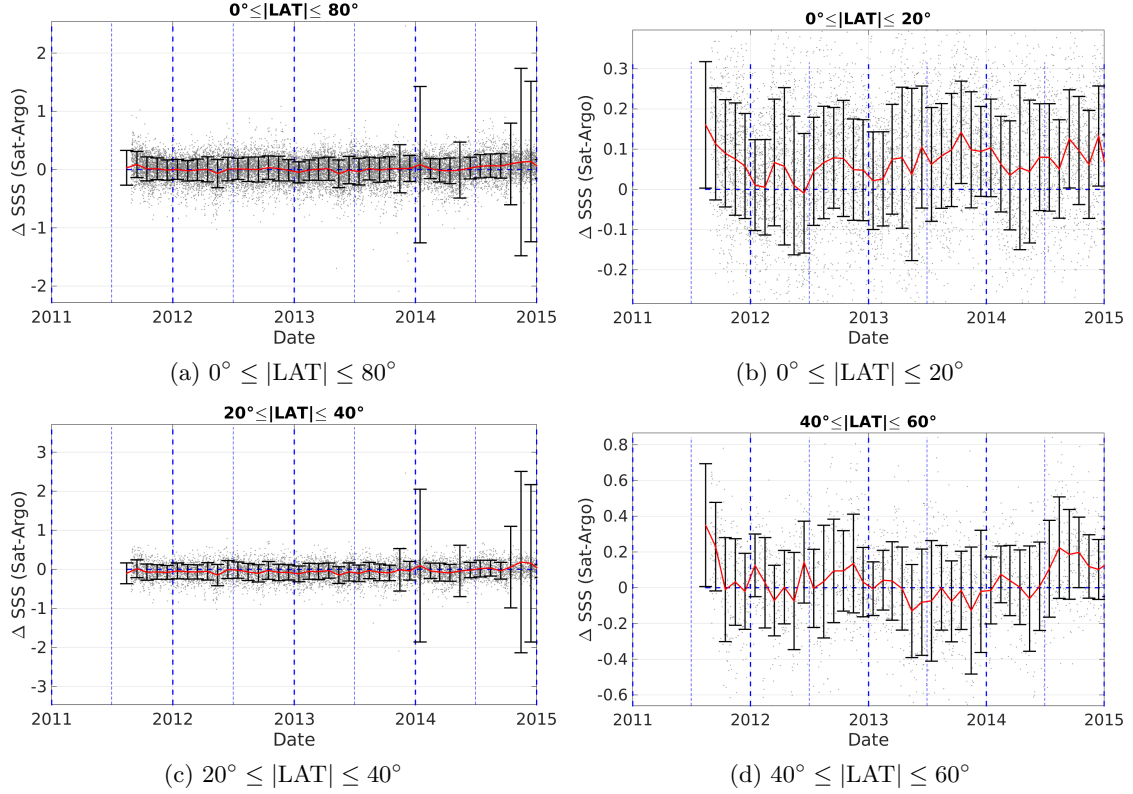 0°≤|LAT|≤ 80°
Δ SSS (Sat-Argo)
2
1
0
-1
-2
2011 2012 2013 2014 2015
Date
(a) 0° ≤ |LAT| ≤ 80°
0°≤|LAT|≤ 20°
Δ SSS (Sat-Argo)
0.3
0.2
0.1
0
-0.1
-0.2
2011 2012 2013 2014 2015
Date
(b) 0° ≤ |LAT| ≤ 20°
20°≤|LAT|≤ 40°
Δ SSS (Sat-Argo)
3
2
1
0
-1
-2
-3
2011 2012 2013 2014 2015
Date
(c) 20° ≤ |LAT| ≤ 40°
40°≤|LAT|≤ 60°
Δ SSS (Sat-Argo)
0.8
0.6
0.4
0.2
0
-0.2
-0.4
-0.6
2011 2012 2013 2014 2015
Date
(d) 40° ≤ |LAT| ≤ 60°